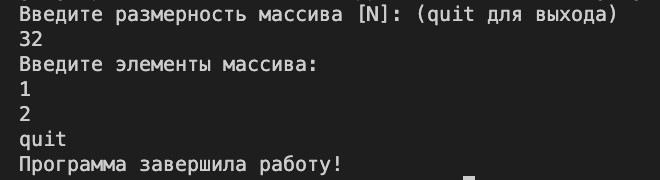 Введите размерность массива [N]: (quit для выхода)
32
Введите элементы массива:
1
2
quit
Программа завершила работу!